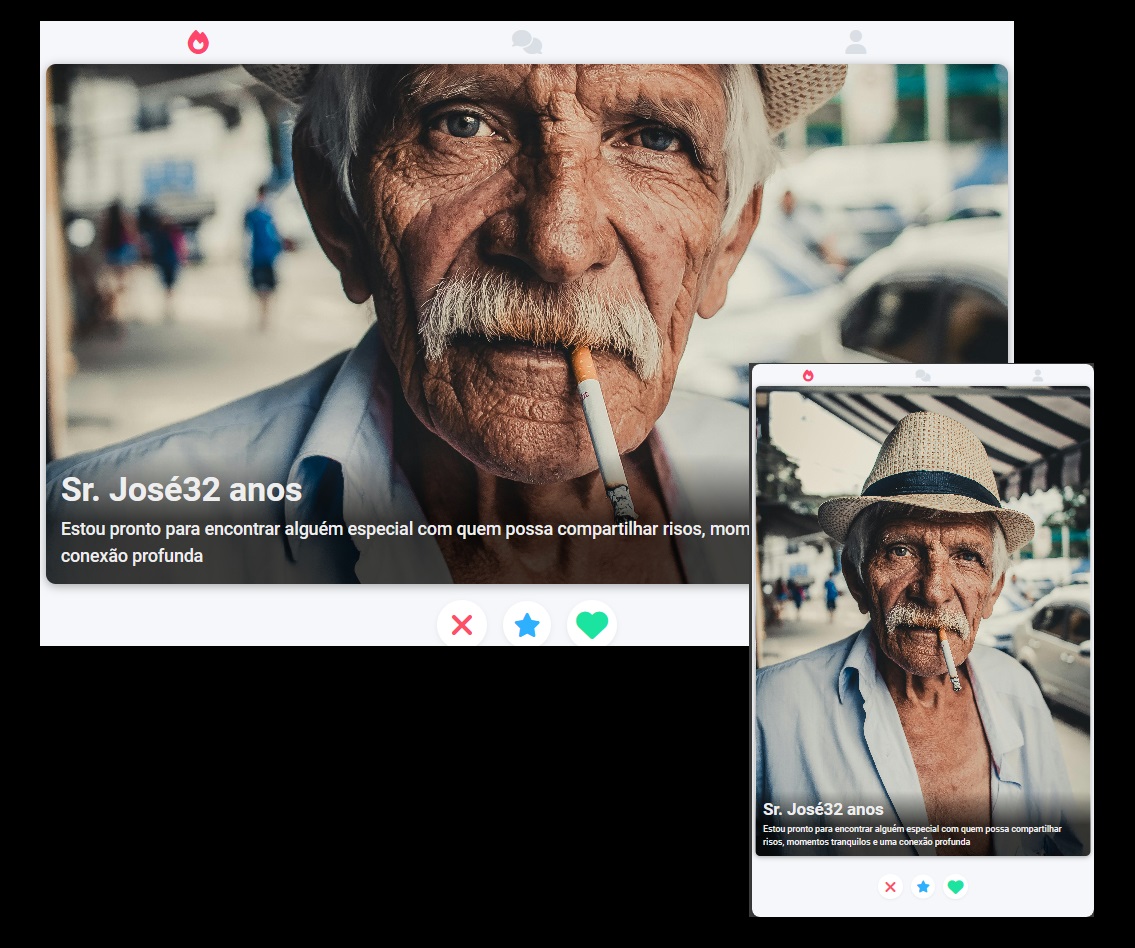 Sr. José32 anos
Estou pronto para encontrar alguém especial com quem possa compartilhar risos, mom
conexão profunda
Sr. José32 anos
Estou pronto para encontrar alguém especial com quem possa compartilhar
risos, momentos tranquilos e uma conexão profunda